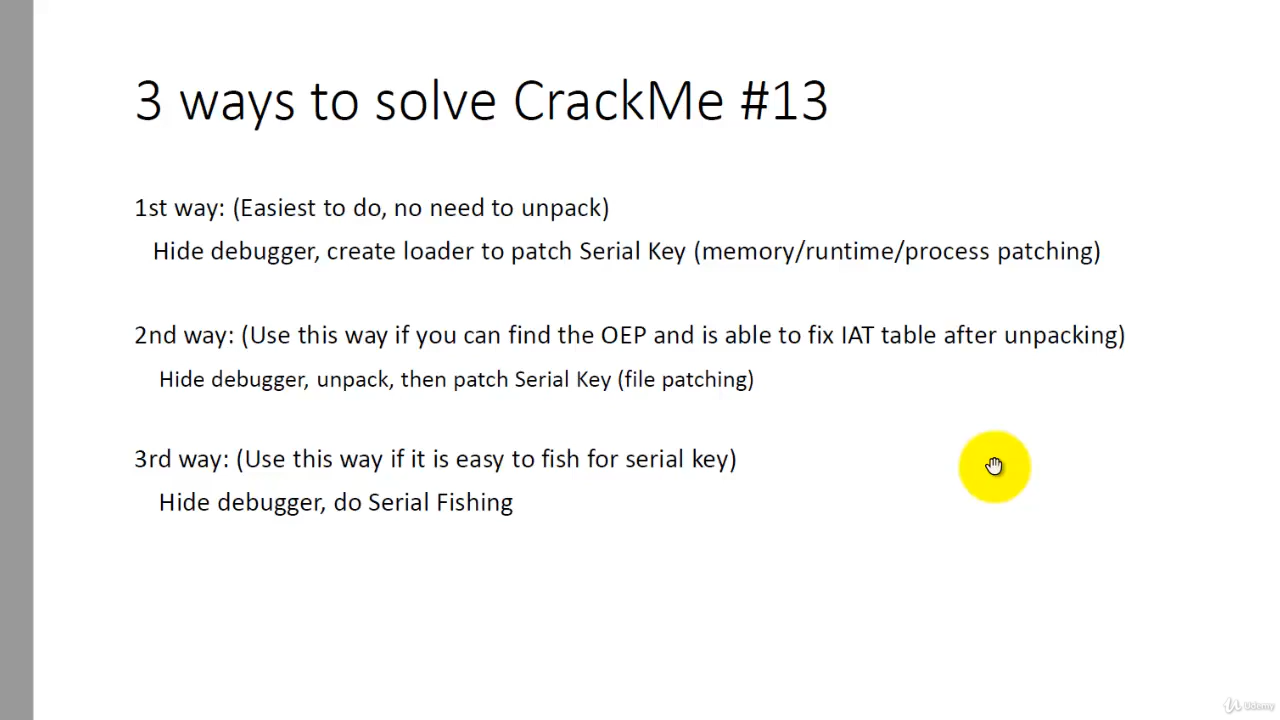 3 ways to solve CrackMe #13
1st way: (Easiest to do, no need to unpack)
Hide debugger, create loader to patch Serial Key (memory/runtime/process patching)
2nd way: (Use this way if you can find the OEP and is able to fix IAT table after unpacking)
Hide debugger, unpack, then patch Serial Key (file patching)
3rd way: (Use this way if it is easy to fish for serial key)
Hide debugger, do Serial Fishing
Udemy